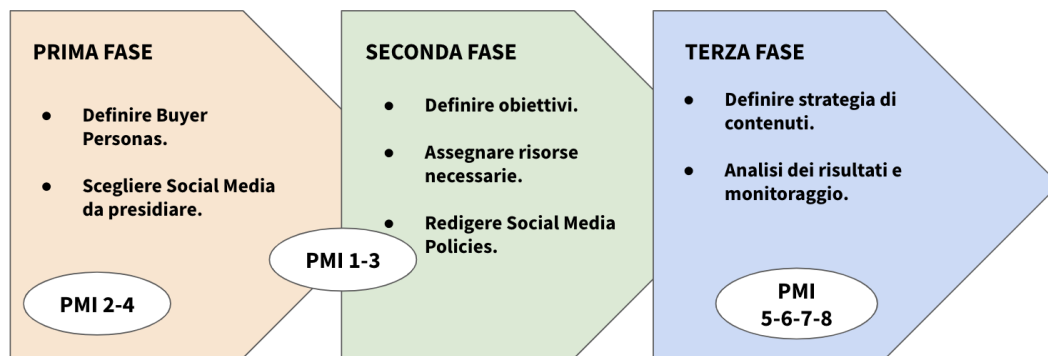 PRIMA FASE
● Definire Buyer
Personas.
● Scegliere Social Media
da presidiare.
PMI 2-4
PMI 1-3
SECONDA FASE
● Definire obiettivi.
● Assegnare risorse
necessarie.
● Redigere Social Media
Policies.
TERZA FASE
● Definire strategia di
contenuti.
● Analisi dei risultati e
monitoraggio.
PMI
5-6-7-8